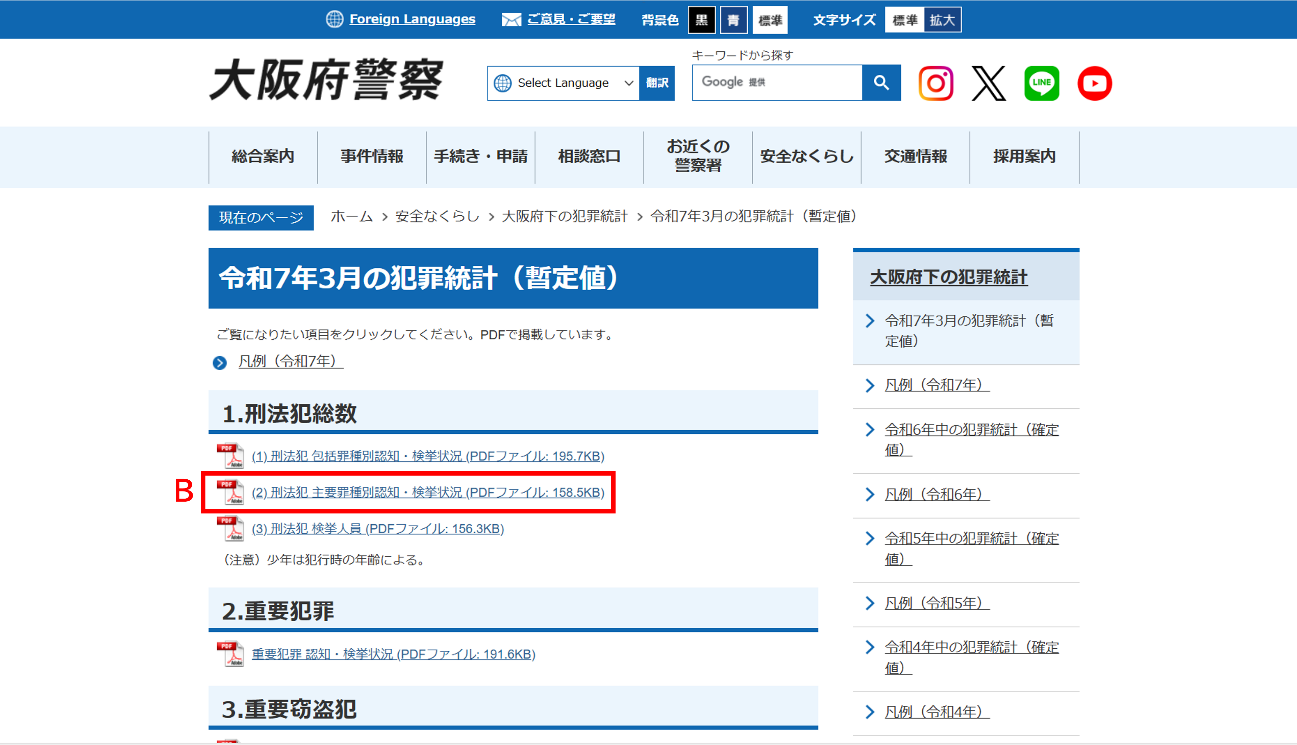 Foreign Languages ご意見・ご要望 背景色 黒 青 標準 文字サイズ 標準 拡大
大阪府警察
Select Language 翻訳
キーワードから探す
Google 提供
LINE
総合案内 事件情報 手続き・申請 相談窓口 お近くの 安全なくらし 交通情報 採用案内
警察署
現在のページ ホーム > 安全なくらし > 大阪府下の犯罪統計 > 令和7年3月の犯罪統計（暫定値）
令和7年3月の犯罪統計（暫定値）
ご覧になりたい項目をクリックしてください。PDFで掲載しています。
凡例（令和7年）
1.刑法犯総数
PDF Adobe (1) 刑法犯 包括罪種別認知・検挙状況 (PDFファイル: 195.7KB)
B PDF Adobe (2) 刑法犯 主要罪種別認知・検挙状況 (PDFファイル: 158.5KB)
PDF Adobe (3) 刑法犯 検挙人員 (PDFファイル: 156.3KB)
（注意）少年は犯行時の年齢による。
2.重要犯罪
PDF Adobe 重要犯罪 認知・検挙状況 (PDFファイル: 191.6KB)
3.重要窃盗犯
大阪府下の犯罪統計
令和7年3月の犯罪統計（暫
定値）
凡例（令和7年）
令和6年中の犯罪統計（確定
値）
凡例（令和6年）
令和5年中の犯罪統計（確定
値）
凡例（令和5年）
令和4年中の犯罪統計（確定
値）
凡例（令和4年）